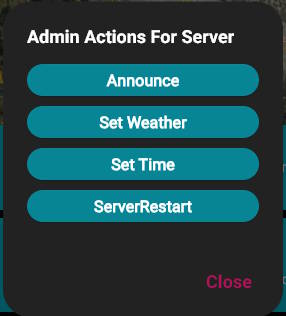 Admin Actions For Server
Announce
Set Weather
Set Time
ServerRestart
Close